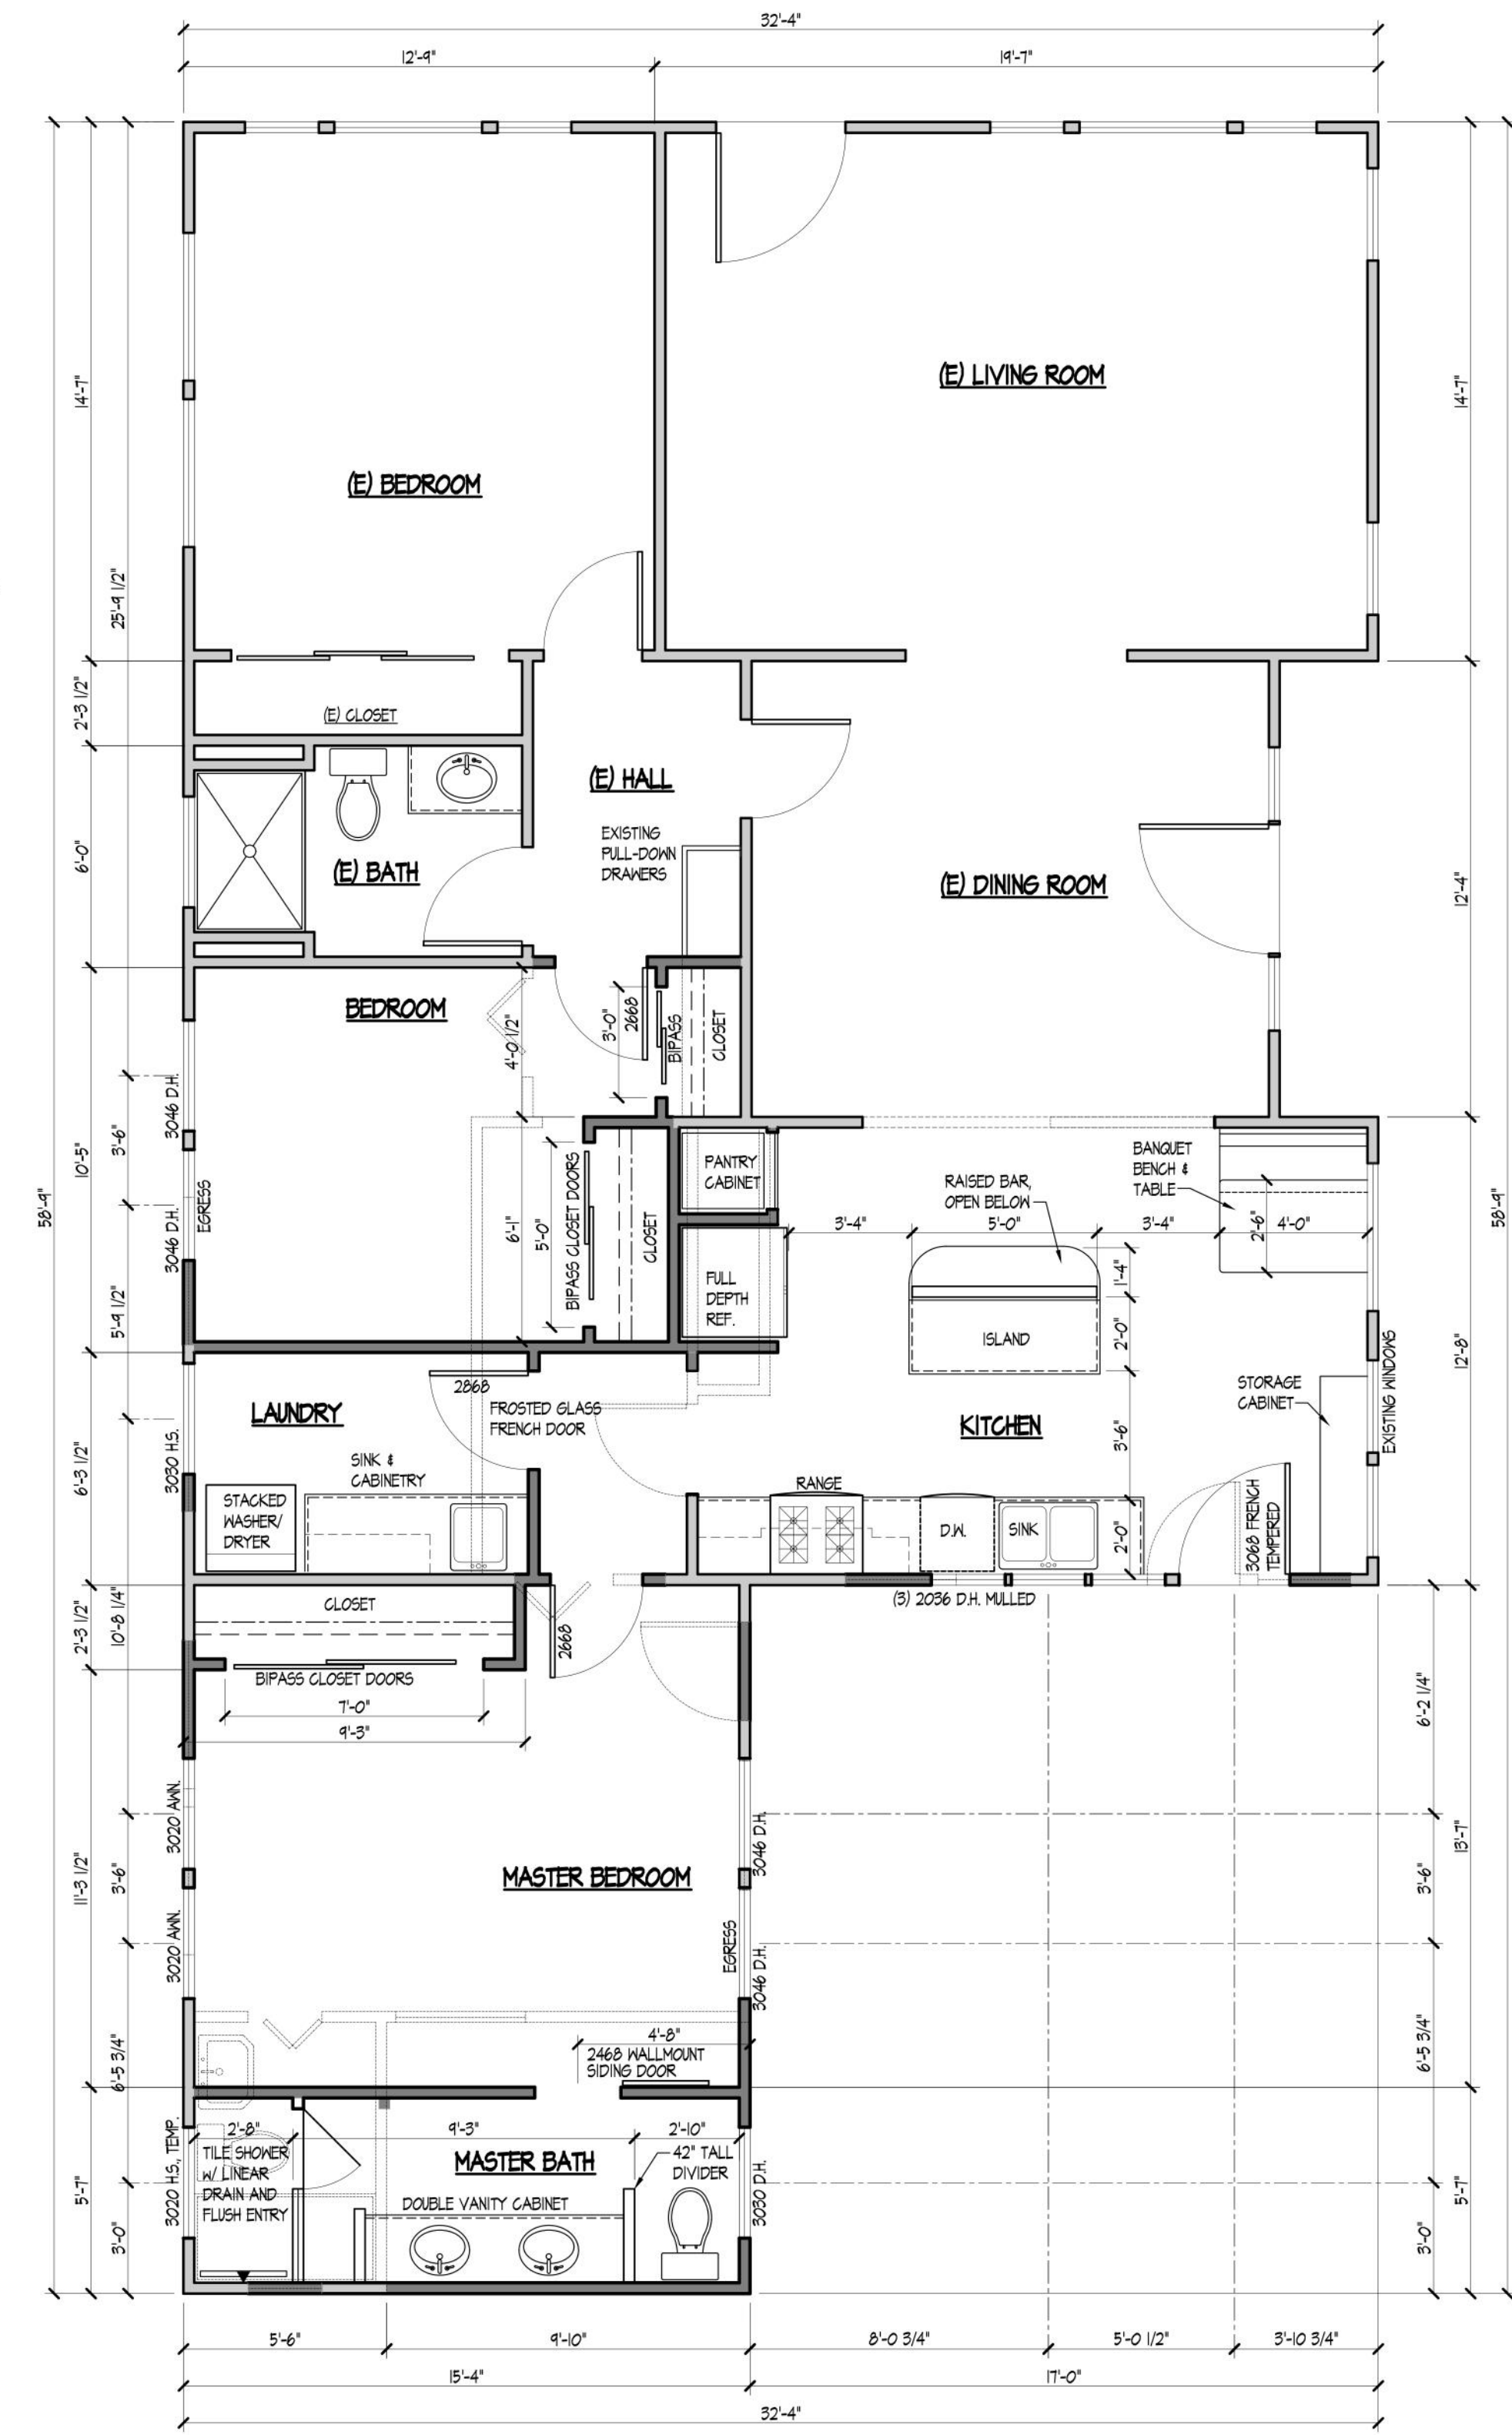 32'-4"
12'-9"
19'-7"
14'-7"
25'-9 1/2"
(E) LIVING ROOM
14'-7"
(E) BEDROOM
2'-3 1/2"
(E) CLOSET
(E) HALL
EXISTING
PULL-DOWN
DRAWERS
6'-0"
(E) BATH
(E) DINING ROOM
12'-4"
BEDROOM
4'-0 1/2"
3'-0"
2668
BIPASS
CLOSET
3046 D.H.
3'-6"
10'-5"
58'-9"
EGRESS
3046 D.H.
6'-1"
5'-0"
BIPASS CLOSET DOORS
CLOSET
PANTRY
CABINET
RAISED BAR,
OPEN BELOW
BANQUET
BENCH &
TABLE
3'-4"
5'-0"
3'-4"
2'-6"
4'-0"
58'-9"
FULL
DEPTH
REF.
1'-4"
ISLAND
2'-0"
5'-9 1/2"
12'-8"
EXISTING WINDOWS
2868
LAUNDRY
FROSTED GLASS
FRENCH DOOR
STORAGE
CABINET
KITCHEN
3'-6"
3030 H.S.
6'-3 1/2"
SINK &
CABINETRY
RANGE
STACKED
WASHER/
DRYER
D.W.
SINK
2'-0"
3068 FRENCH
TEMPERED
(3) 2036 D.H. MULLED
CLOSET
2'-3 1/2"
10'-8 1/4"
2668
BIPASS CLOSET DOORS
7'-0"
9'-3"
6'-2 1/4"
3020 AWN.
3046 D.H.
13'-7"
11'-3 1/2"
3'-6"
MASTER BEDROOM
3'-6"
3020 AWN.
EGRESS
3046 D.H.
4'-8"
2468 WALLMOUNT
SIDING DOOR
6'-5 3/4"
6'-5 3/4"
3020 H.S., TEMP.
2'-8"
9'-3"
2'-10"
TILE SHOWER
W/ LINEAR
DRAIN AND
FLUSH ENTRY
MASTER BATH
42" TALL
DIVIDER
DOUBLE VANITY CABINET
3030 D.H.
5'-7"
3'-0"
5'-7"
3'-0"
5'-6"
9'-10"
8'-0 3/4"
5'-0 1/2"
3'-10 3/4"
15'-4"
17'-0"
32'-4"